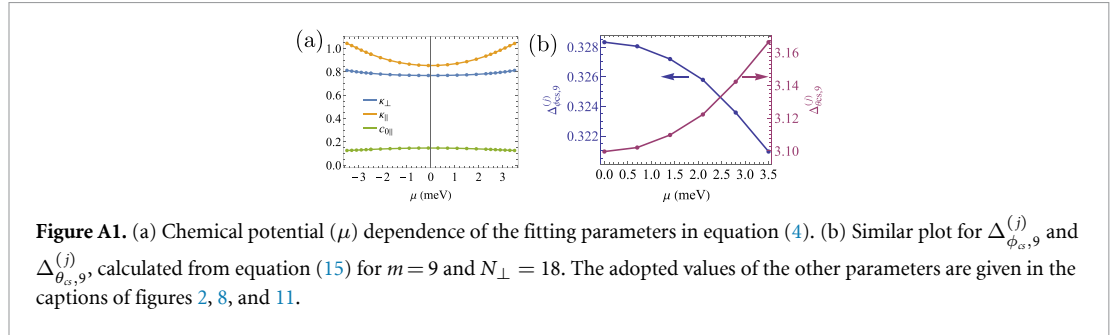 (a)
1.0
0.8
0.6
0.4
0.2
0.0
κ⊥
κ∥
c0∥
−3 −2 −1 0 1 2 3
μ (meV)
(b)
0.328
0.326
0.324
0.322
Δ(j)ϕcs,9
3.16
3.14
3.12
3.10
Δ(j)θcs,9
0.0 0.5 1.0 1.5 2.0 2.5 3.0 3.5
μ (meV)
Figure A1. (a) Chemical potential (μ) dependence of the fitting parameters in equation (4). (b) Similar plot for Δ(j)ϕcs,9 and
Δ(j)θcs,9, calculated from equation (15) for m = 9 and N⊥ = 18. The adopted values of the other parameters are given in the
captions of figures 2, 8, and 11.